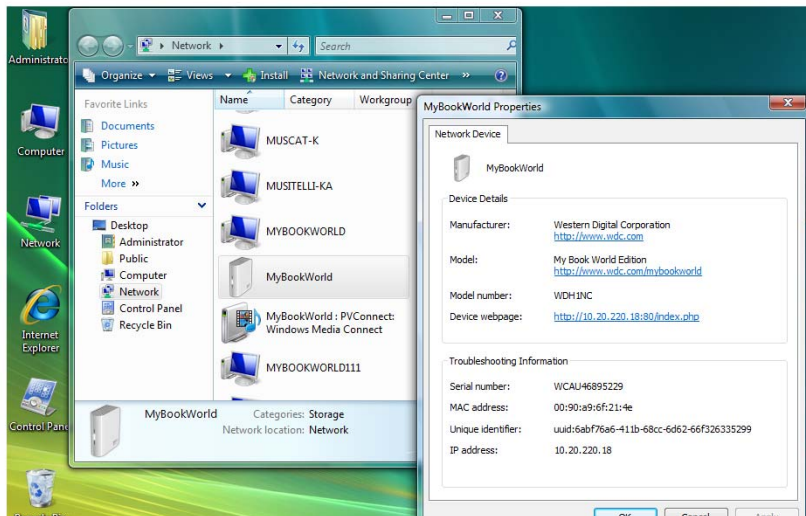 Administrato
Computer
Network
Internet
Explorer
Control Pane
Network
Search
Organize
Views
Install
Network and Sharing Center
»
Favorite Links
Documents
Pictures
Music
More »
Folders
Desktop
Administrator
Public
Computer
Network
Control Panel
Recycle Bin
Name Category Workgroup
MUSCAT-K
MUSITELLI-KA
MYBOOKWORLD
MyBookWorld
MyBookWorld : PVConnect:
Windows Media Connect
MYBOOKWORLD111
MyBookWorld Categories: Storage
Network location: Network
MyBookWorld Properties
Network Device
MyBookWorld
Device Details
Manufacturer: Western Digital Corporation
http://www.wdc.com
Model: My Book World Edition
http://www.wdc.com/mybookworld
Model number: WDH1NC
Device webpage: http://10.20.220.18:80/index.php
Troubleshooting Information
Serial number: WCAU46895229
MAC address: 00:90:a9:6f:21:4e
Unique identifier: uuid:6abf76a6-411b-68cc-6d62-66f326335299
IP address: 10.20.220.18